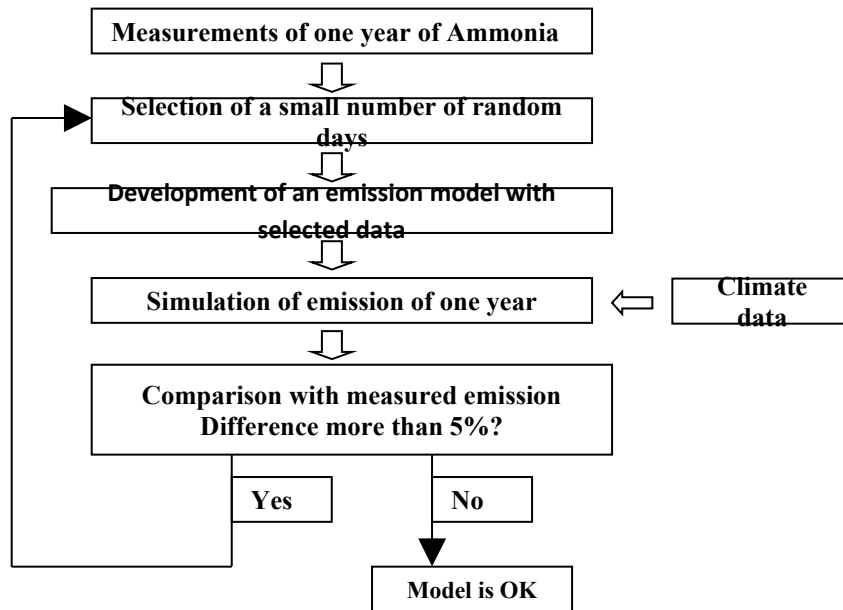 Measurements of one year of Ammonia
Selection of a small number of random
days
Development of an emission model with
selected data
Simulation of emission of one year
Climate
data
Comparison with measured emission
Difference more than 5%?
Yes
No
Model is OK